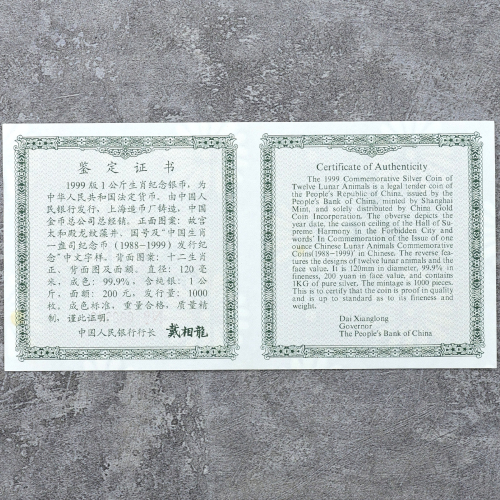 鉴定证书
1999 版 1 公斤生肖纪念银币，为
中华人民共和国法定货币、由中国人
民银行发行，上海造币厂铸造，中国
金币总公司总经销。正面图案：故宫
太和殿龙纹藻井、国号及“中国生肖
一盎司纪念币 (1988-1999) 发行纪
念”中文字样。背面图案：十二生肖
正、背面图及面额。直径：120 毫
米，成色：99.9%，含纯银：1 公
斤，面额：200 元，发行量：1000
枚，成色标准，重量合格，质量精
制，谨此证明。
中国人民银行行长 戴相龍
Certificate of Authenticity
The 1999 Commemorative Silver Coin of
Twelve Lunar Animals is a legal tender coin of
the People's Republic of China, issued by the
People's Bank of China, minted by Shanghai
Mint, and solely distributed by China Gold
Coin Incorporation. The obverse depicts the
year date, the caisson ceiling of the Hall of Su-
preme Harmony in the Forbidden City and
words' In Commemoration of the Issue of one
ounce Chinese Lunar Animals Commemorative
Coins(1988-1999)' in Chinese. The reverse fea-
tures the designs of twelve lunar animals and the
face value. It is 120mm in diameter, 99.9% in
fineness, 200 yuan in face value, and contains
1KG of pure silver. The mintage is 1000 pieces.
This is to certify that the coin is proof in quality
and is up to standard as to its fineness and
weight.
Dai Xianglong
Governor
The People's Bank of China